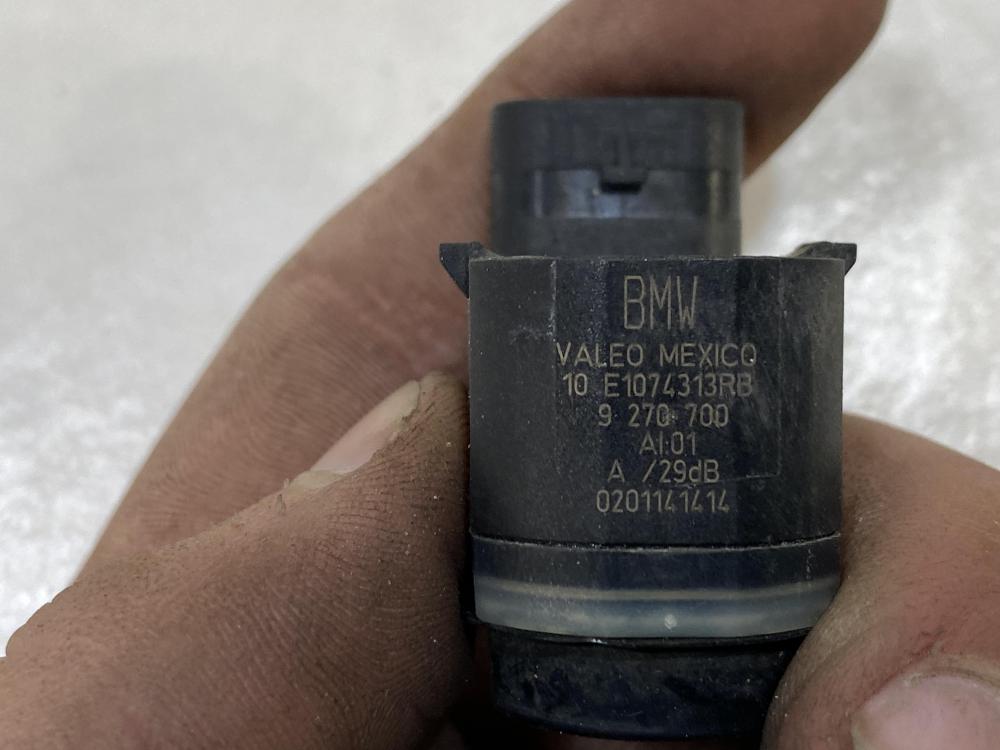 BMW
VALEO MEXICO
10 E1074313RB
9 270 700
AI:01
A /29dB
0201141414